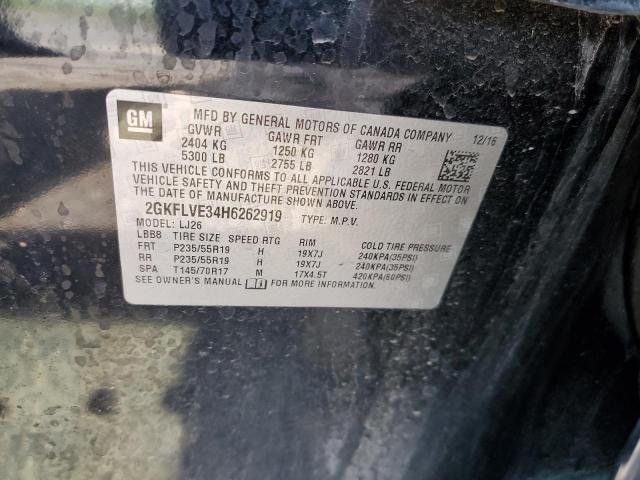 GM
MFD BY GENERAL MOTORS OF CANADA COMPANY
12/16
GVWR GAWR FRT GAWR RR
2404 KG 1250 KG 1280 KG
5300 LB 2755 LB 2821 LB
THIS VEHICLE CONFORMS TO ALL APPLICABLE U.S. FEDERAL MOTOR
VEHICLE SAFETY AND THEFT PREVENTION STANDARDS IN EFFECT ON
THE DATE OF MANUFACTURE SHOWN ABOVE.
2GKFLVE34H6262919 TYPE: M.P.V.
MODEL: LJ26
LBB8 TIRE SIZE SPEED RTG RIM COLD TIRE PRESSURE
FRT P235/55R19 H 19X7J 240KPA(35PSI)
RR P235/55R19 H 19X7J 240KPA(35PSI)
SPA T145/70R17 M 17X4.5T 420KPA(60PSI)
SEE OWNER'S MANUAL FOR MORE INFORMATION.